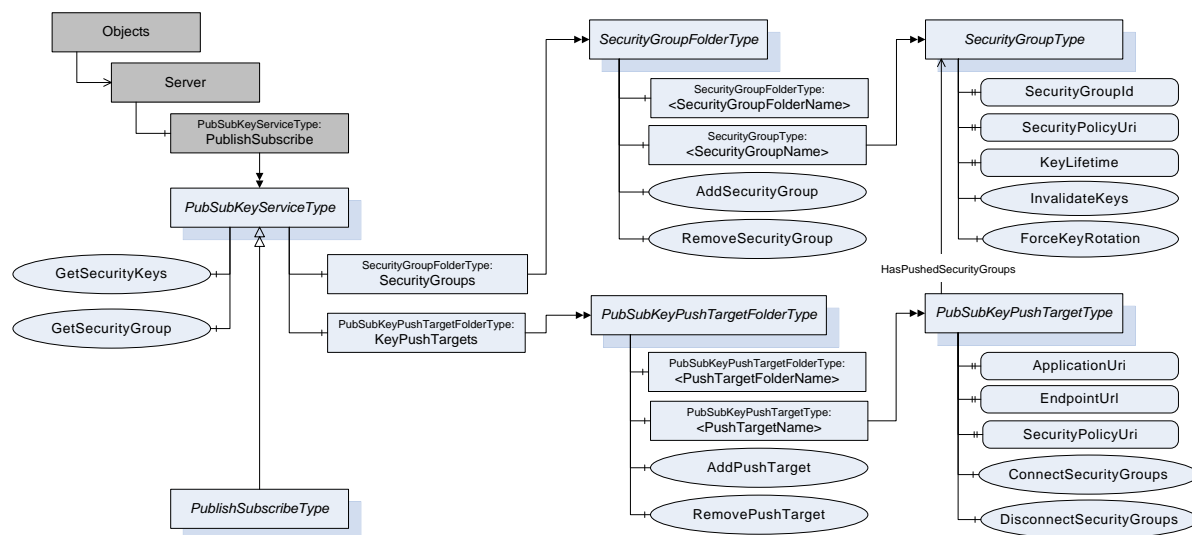 Objects
Server
PubSubKeyServiceType:
PublishSubscribe
PubSubKeyServiceType
GetSecurityKeys
GetSecurityGroup
SecurityGroupFolderType:
SecurityGroups
PubSubKeyPushTargetFolderType:
KeyPushTargets
PublishSubscribeType
SecurityGroupFolderType
SecurityGroupFolderType:
<SecurityGroupFolderName>
SecurityGroupType:
<SecurityGroupName>
AddSecurityGroup
RemoveSecurityGroup
SecurityGroupType
SecurityGroupId
SecurityPolicyUri
KeyLifetime
InvalidateKeys
ForceKeyRotation
HasPushedSecurityGroups
PubSubKeyPushTargetFolderType
PubSubKeyPushTargetFolderType:
<PushTargetFolderName>
PubSubKeyPushTargetType:
<PushTargetName>
AddPushTarget
RemovePushTarget
PubSubKeyPushTargetType
ApplicationUri
EndpointUrl
SecurityPolicyUri
ConnectSecurityGroups
DisconnectSecurityGroups